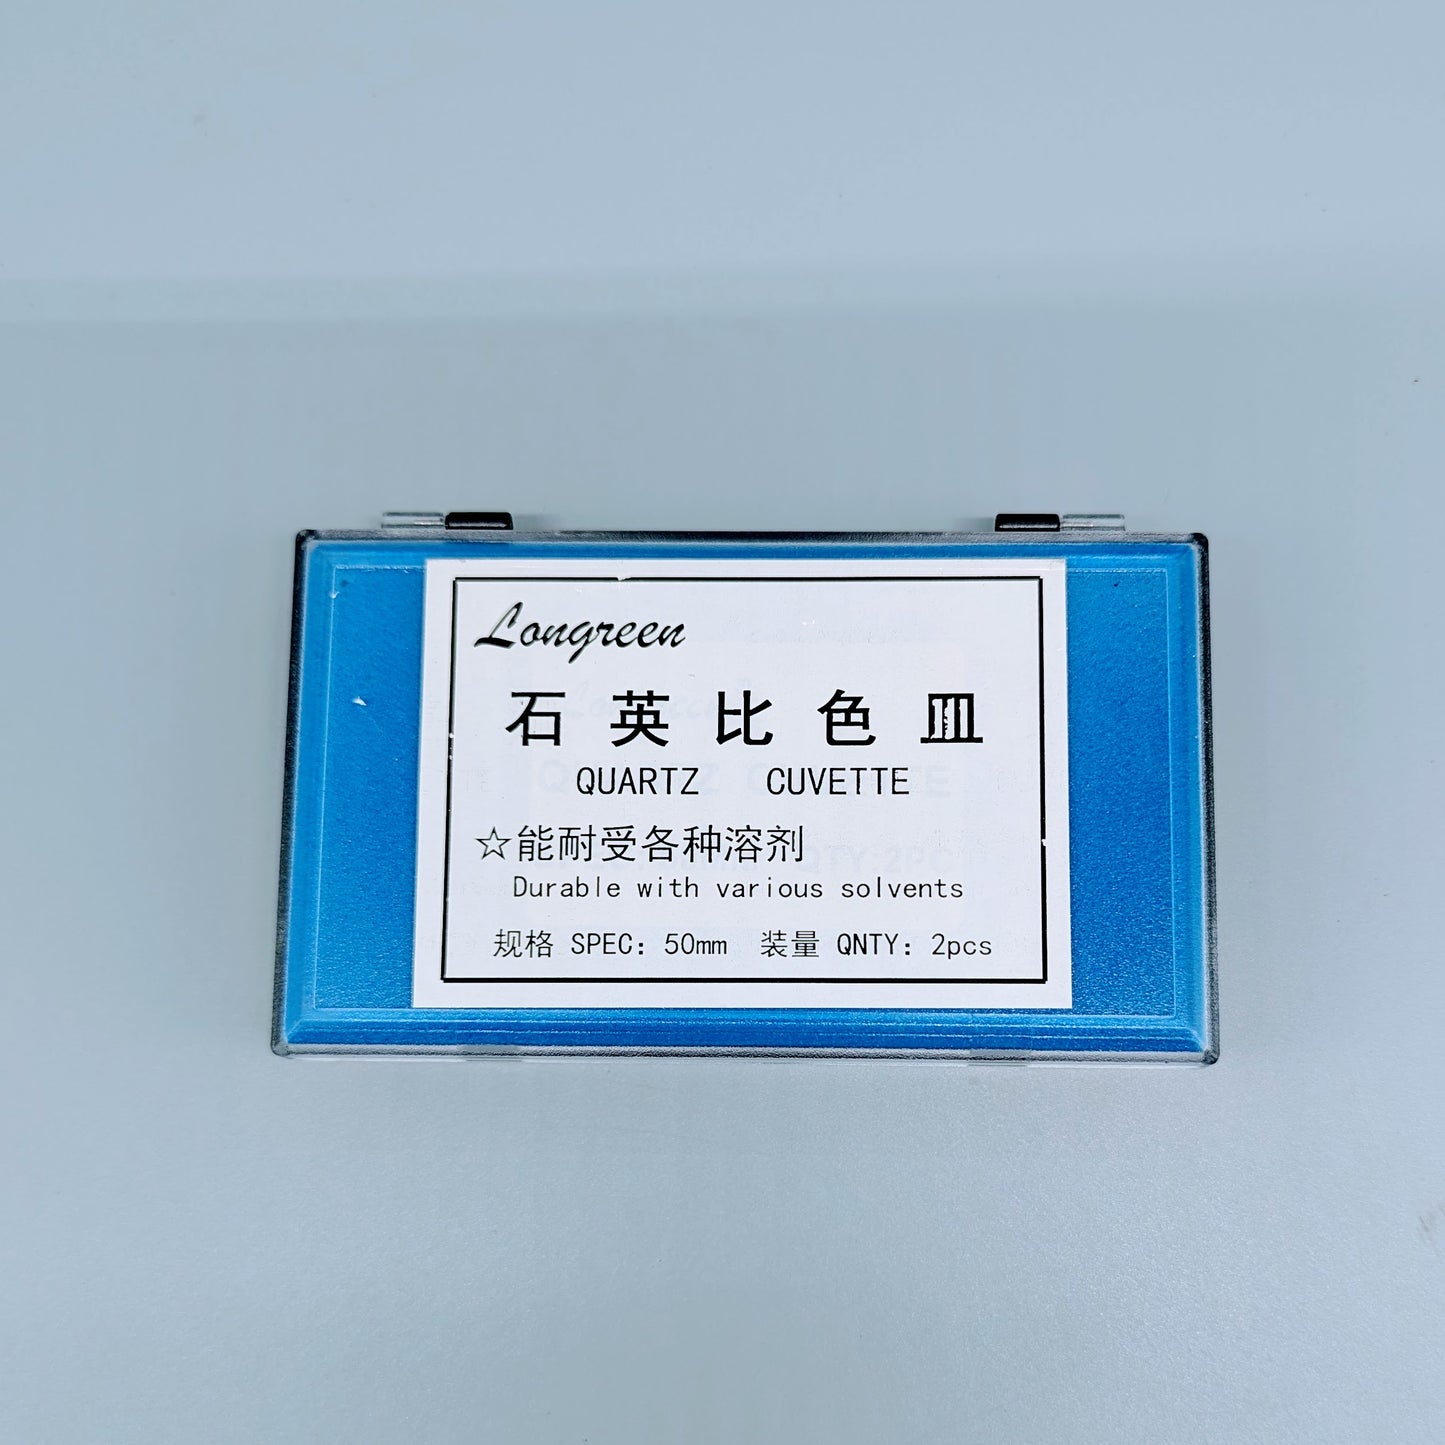 Longreen
石英比色皿
QUARTZ CUVETTE
☆能耐受各种溶剂
Durable with various solvents
规格 SPEC: 50mm 装量 QNTY: 2pcs